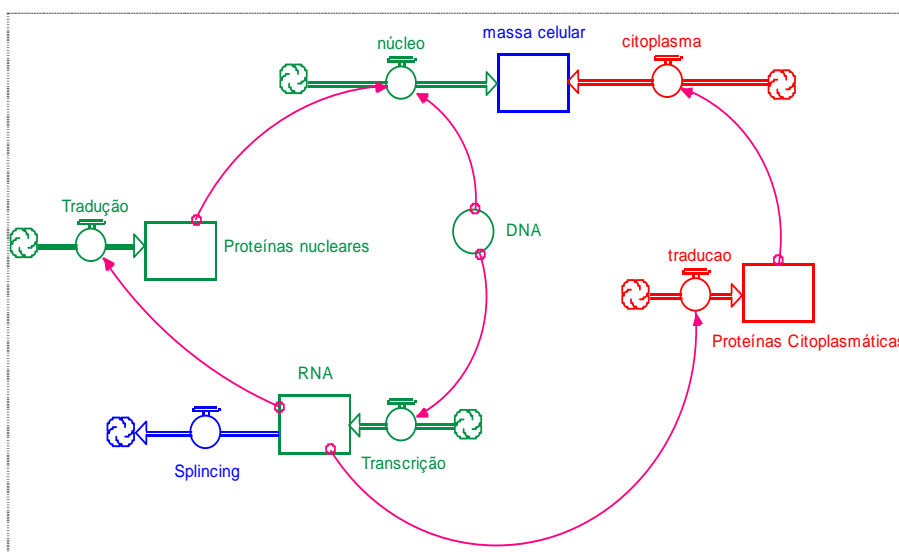 núcleo
massa celular
citoplasma
Tradução
Proteínas nucleares
DNA
traducao
Proteínas Citoplasmáticas
RNA
Transcrição
Splincing